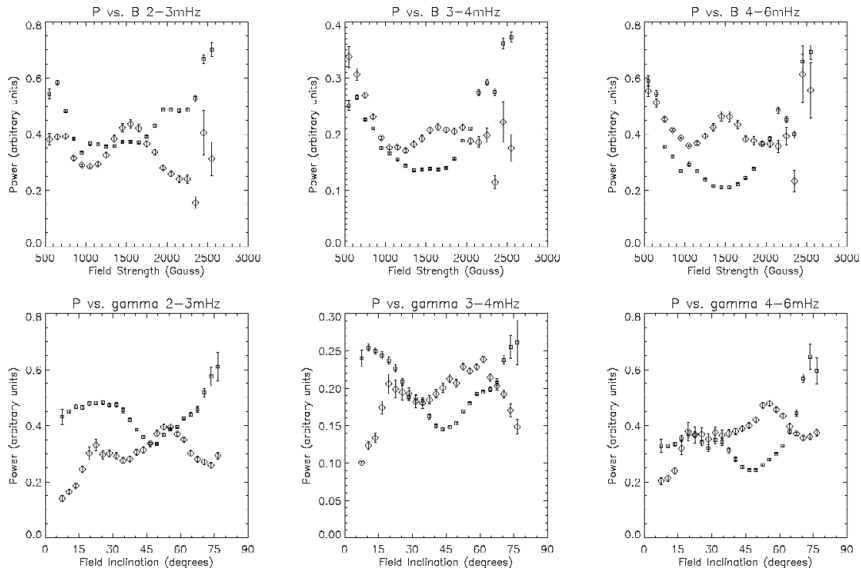 P vs. B 2-3mHz
P vs. B 3-4mHz
P vs. B 4-6mHz
Power (arbitrary units)
0.8
0.6
0.4
0.2
0.0
500 1000 1500 2000 2500 3000
Field Strength (Gauss)
Power (arbitrary units)
0.4
0.3
0.2
0.1
0.0
500 1000 1500 2000 2500 3000
Field Strength (Gauss)
Power (arbitrary units)
0.8
0.6
0.4
0.2
0.0
500 1000 1500 2000 2500 3000
Field Strength (Gauss)
P vs. gamma 2-3mHz
P vs. gamma 3-4mHz
P vs. gamma 4-6mHz
Power (arbitrary units)
0.8
0.6
0.4
0.2
0.0
0 15 30 45 60 75 90
Field Inclination (degrees)
Power (arbitrary units)
0.30
0.25
0.20
0.15
0.10
0.05
0.00
0 15 30 45 60 75 90
Field Inclination (degrees)
Power (arbitrary units)
0.8
0.6
0.4
0.2
0.0
0 15 30 45 60 75 90
Field Inclination (degrees)